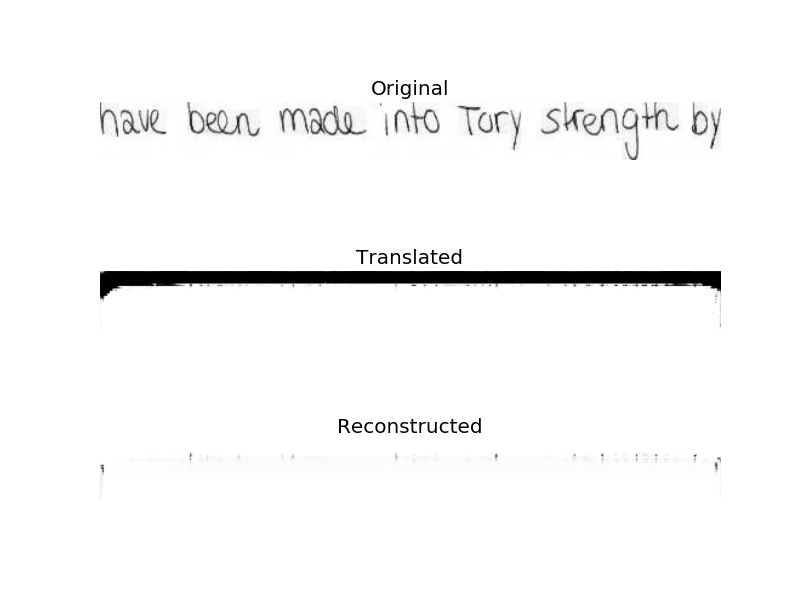 Original
have been made into Tory strength by
Translated
Reconstructed